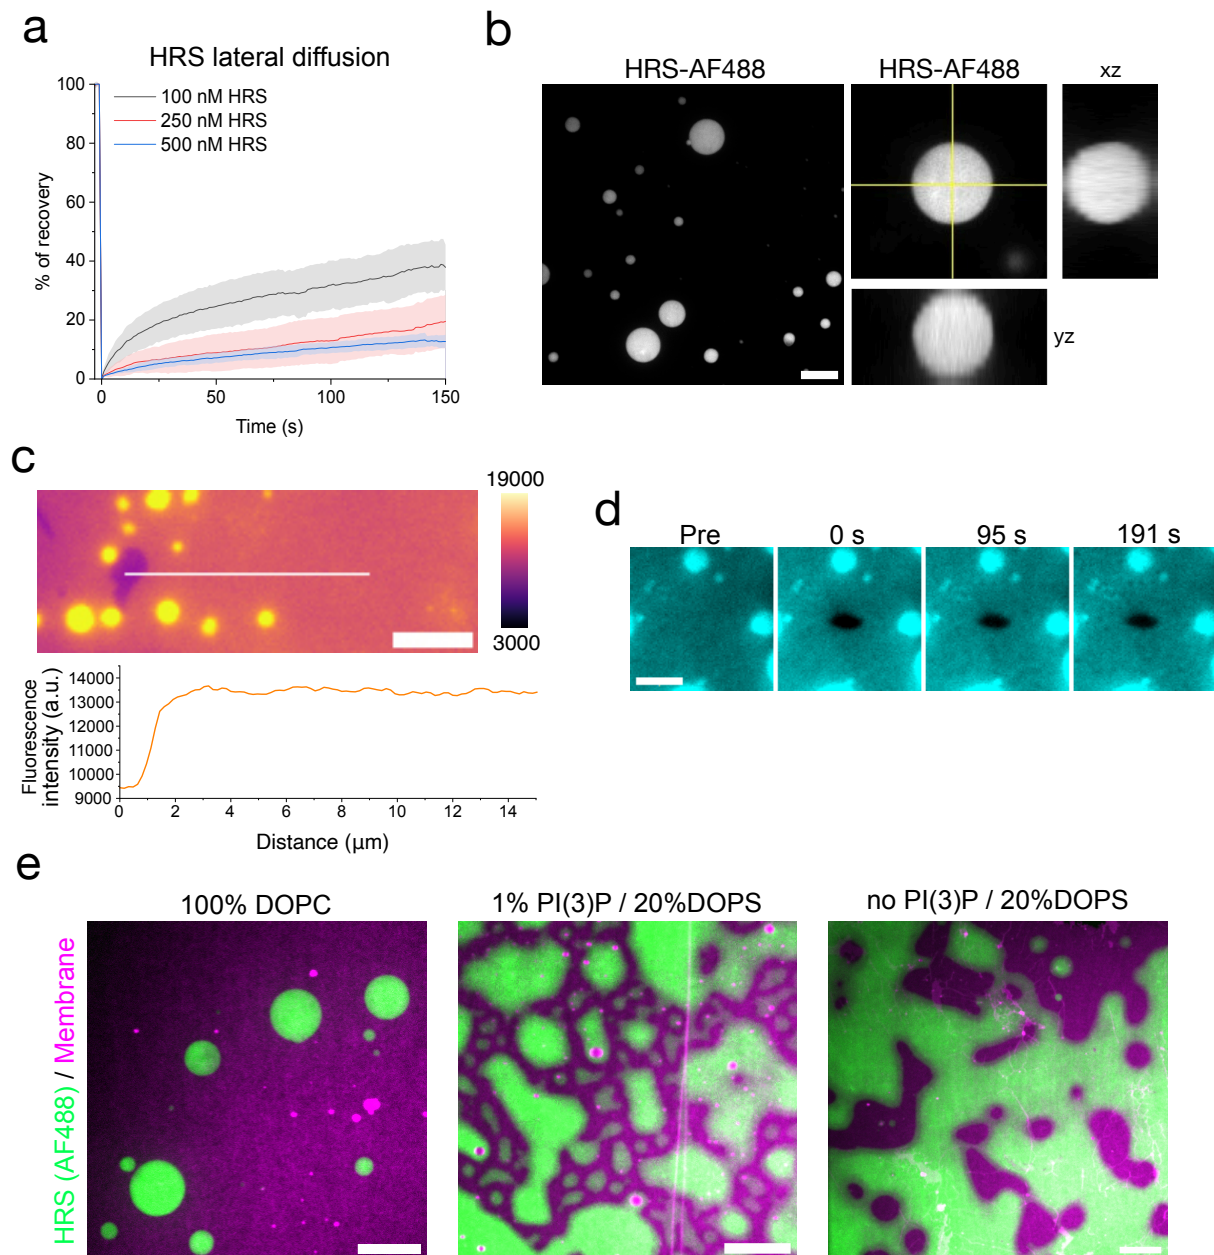 a
HRS lateral diffusion
100 nM HRS
250 nM HRS
500 nM HRS
% of recovery
100
80
60
40
20
0
0 50 100 150
Time (s)
b
HRS-AF488
HRS-AF488
xz
yz
c
19000
3000
Fluorescence
intensity (a.u.)
14000
13000
12000
11000
10000
9000
0 2 4 6 8 10 12 14
Distance (µm)
d
Pre 0 s 95 s 191 s
e
100% DOPC
1% PI(3)P / 20%DOPS
no PI(3)P / 20%DOPS
HRS (AF488) / Membrane